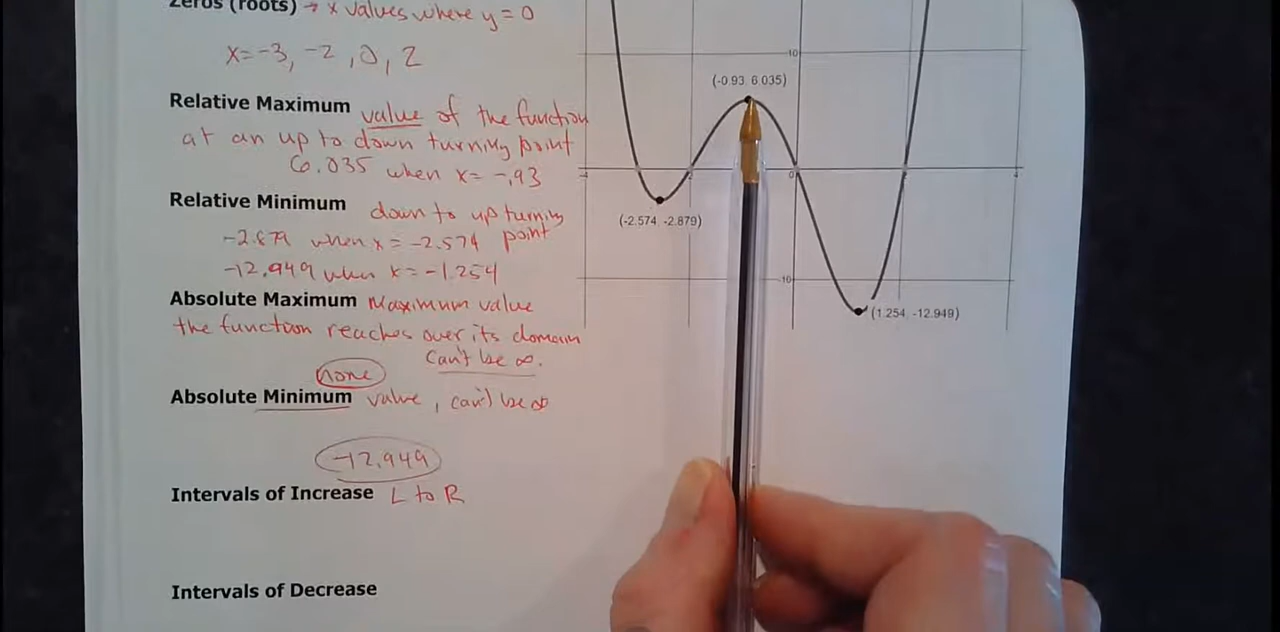 Zeros (roots) → x values where y = 0
x = -3, -2, 0, 2
Relative Maximum value of the function
at an up to down turning point
6.035 when x = -.93
Relative Minimum down to up turning
point
-2.879 when x = -2.574
-12.949 when x = -1.254
Absolute Maximum Maximum value
the function reaches over its domain
can't be ∞.
none
Absolute Minimum value, can't be ∞
-12.949
Intervals of Increase L to R
Intervals of Decrease
10
(-0.93, 6.035)
-4
0
4
(-2.574, -2.879)
-10
(1.254, -12.949)